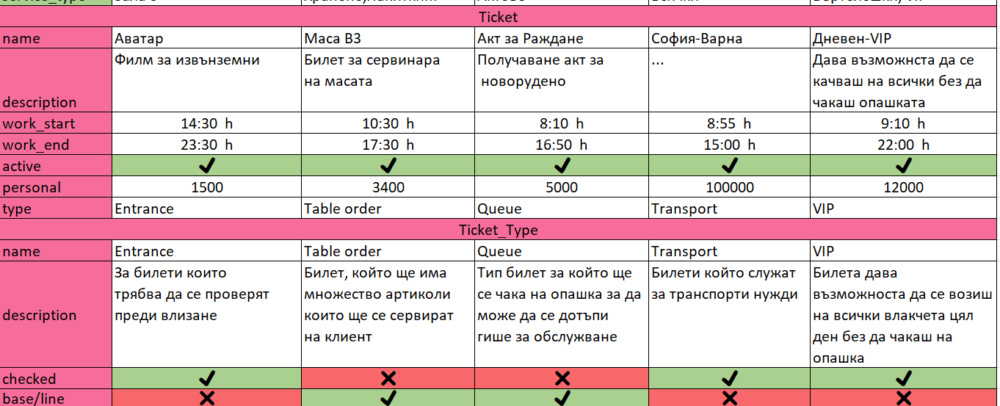 Ticket
name Аватар Маса B3 Акт за Раждане София-Варна Дневен-VIP
description Филм за извънземни Билет за сервинара Получаване акт за ... Дава възможнста да се
на масата новорудено качваш на всички без да
чакаш опашката
work_start 14:30 h 10:30 h 8:10 h 8:55 h 9:10 h
work_end 23:30 h 17:30 h 16:50 h 15:00 h 22:00 h
active ✔ ✔ ✔ ✔ ✔
personal 1500 3400 5000 100000 12000
type Entrance Table order Queue Transport VIP
Ticket_Type
name Entrance Table order Queue Transport VIP
description За билети които Билет, който ще има Тип билет за който ще Билети който служат Билета дава
трябва да се проверят множество артиколи се чака на опашка за да за транспорти нужди възможноста да се возиш
преди влизане които ще се сервират може да се дотъпи на всички влакчета цял
на клиент гише за обслужване ден без да чакаш на
опашка
checked ✔ ✖ ✖ ✔ ✔
base/line ✖ ✔ ✔ ✖ ✖